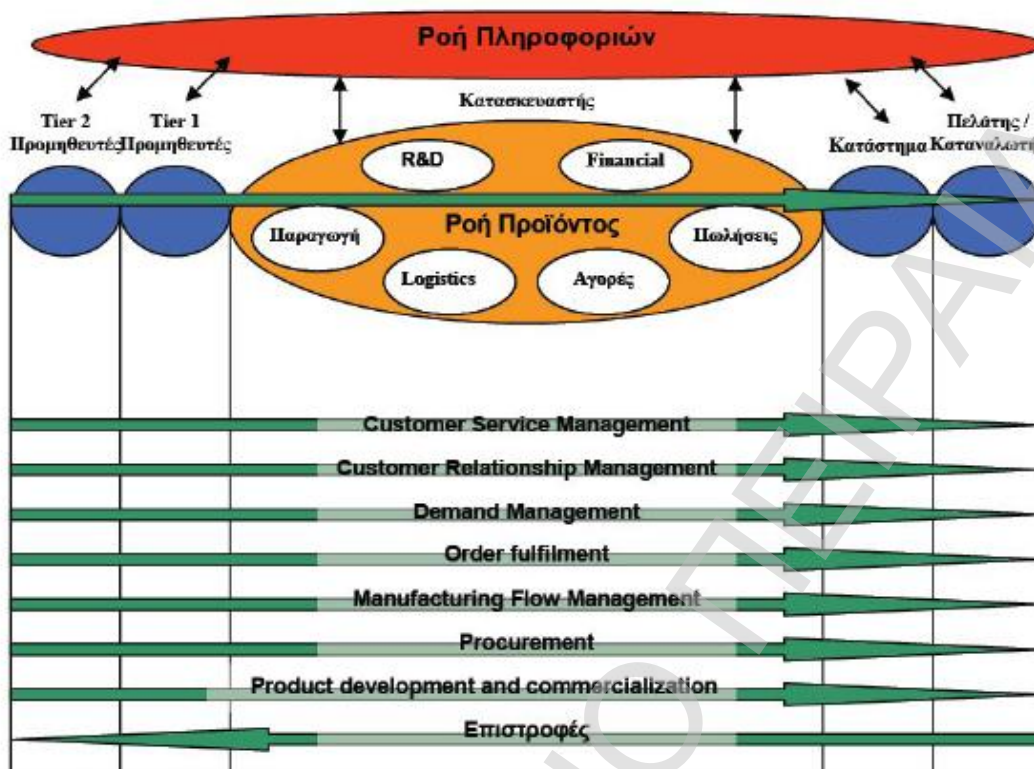 Ροή Πληροφοριών
Κατασκευαστής
Tier 2
Προμηθευτές
Tier 1
Προμηθευτές
Κατάστημα
Πελάτης /
Καταναλωτή
R&D
Financial
Παραγωγή
Ροή Προϊόντος
Πωλήσεις
Logistics
Αγορές
Customer Service Management
Customer Relationship Management
Demand Management
Order fulfilment
Manufacturing Flow Management
Procurement
Product development and commercialization
Επιστροφές